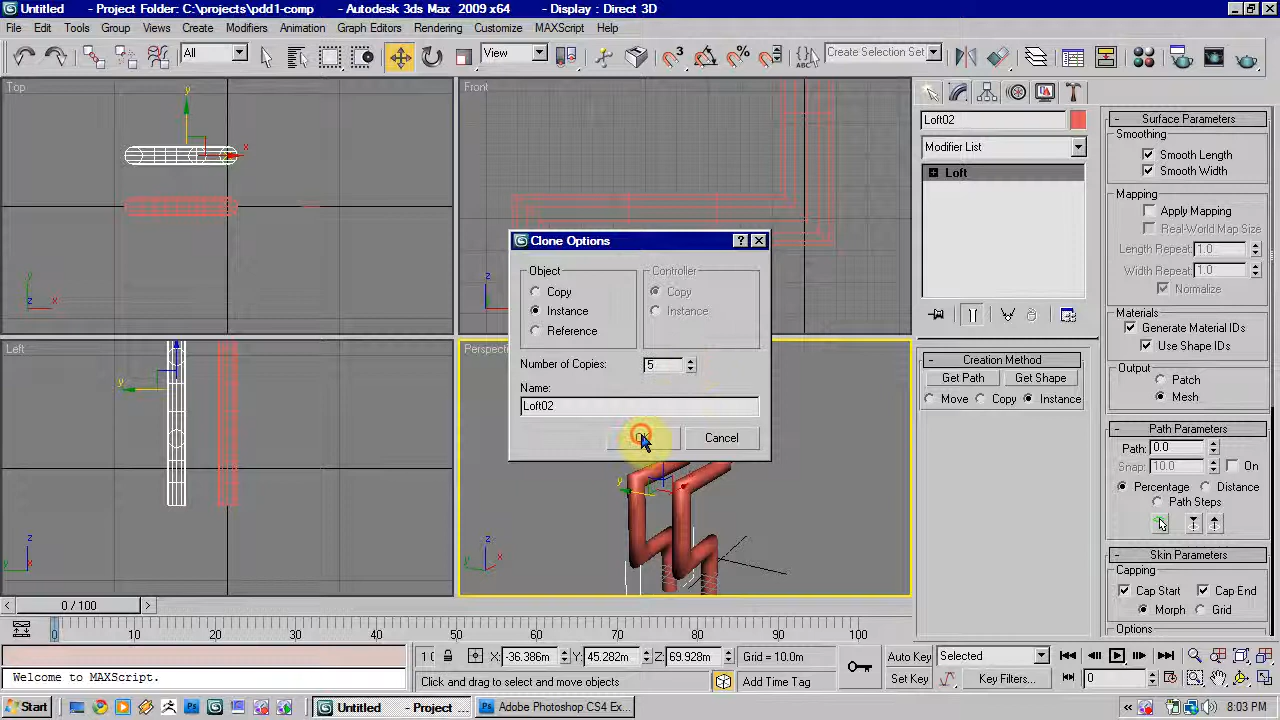 Untitled - Project Folder: C:\projects\pdd1-comp - Autodesk 3ds Max 2009 x64 - Display : Direct 3D
File Edit Tools Group Create Modifiers Animation Graph Editors Rendering Customize MAXScript Help
All View 3 Create Selection Set
Top y x
Front z
Left y z
Perspe
Loft02
Modifier List
Loft
Creation Method
Get Path Get Shape
Move Copy Instance
Surface Parameters
Smoothing
Smooth Length
Smooth Width
Mapping
Apply Mapping
Real-World Map Size
Length Repeat: 1.0
Width Repeat: 1.0
Normalize
Materials
Generate Material IDs
Use Shape IDs
Output
Patch
Mesh
Path Parameters
Path: 0.0
Snap: 10.0 On
Percentage Distance
Path Steps
Skin Parameters
Capping
Cap Start Cap End
Morph Grid
Options
Clone Options
Object Controller
Copy Copy
Instance Instance
Reference
Number of Copies: 5
Name:
Loft02
OK Cancel
0 / 100
0 10 20 30 40 50 60 70 80 90 100
X: -36.386m Y: 45.282m Z: 69.928m Grid = 10.0m Auto Key Selected
Welcome to MAXScript. Click and drag to select and move objects Add Time Tag Set Key Key Filters... 0
Start Untitled - Project ... Adobe Photoshop CS4 Ex... « 8:03 PM